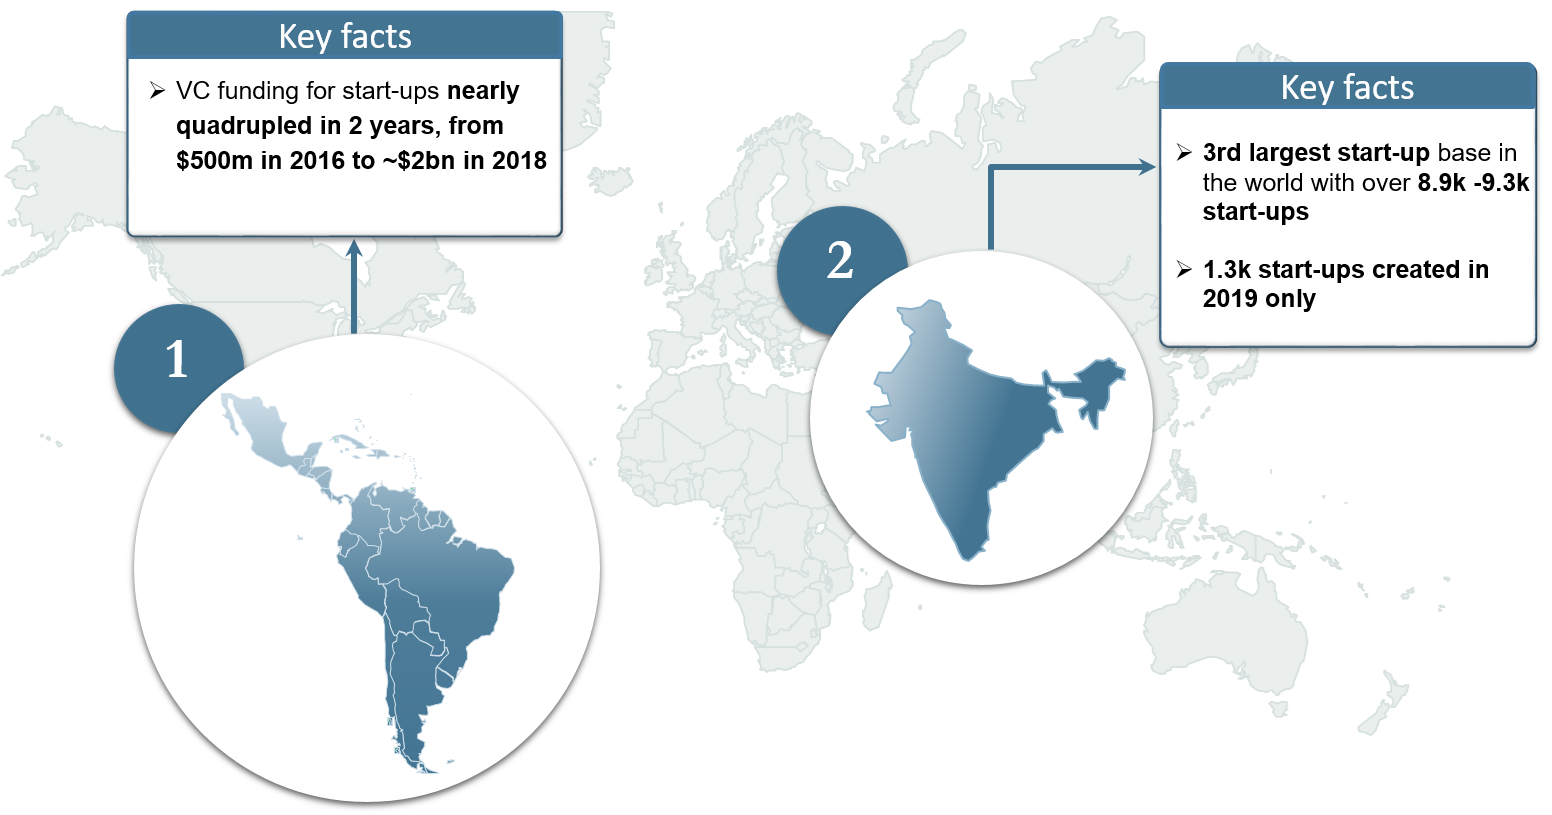 Key facts
➢ VC funding for start-ups nearly
quadrupled in 2 years, from
$500m in 2016 to ~$2bn in 2018
1
Key facts
➢ 3rd largest start-up base in
the world with over 8.9k -9.3k
start-ups
➢ 1.3k start-ups created in
2019 only
2